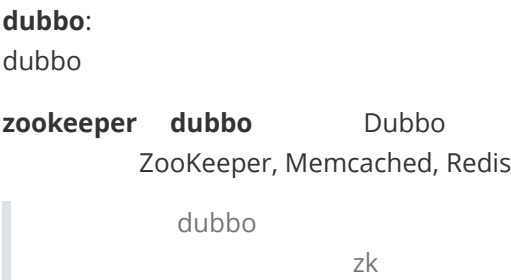 dubbo:
dubbo
zookeeper dubbo Dubbo
ZooKeeper, Memcached, Redis
dubbo
zk